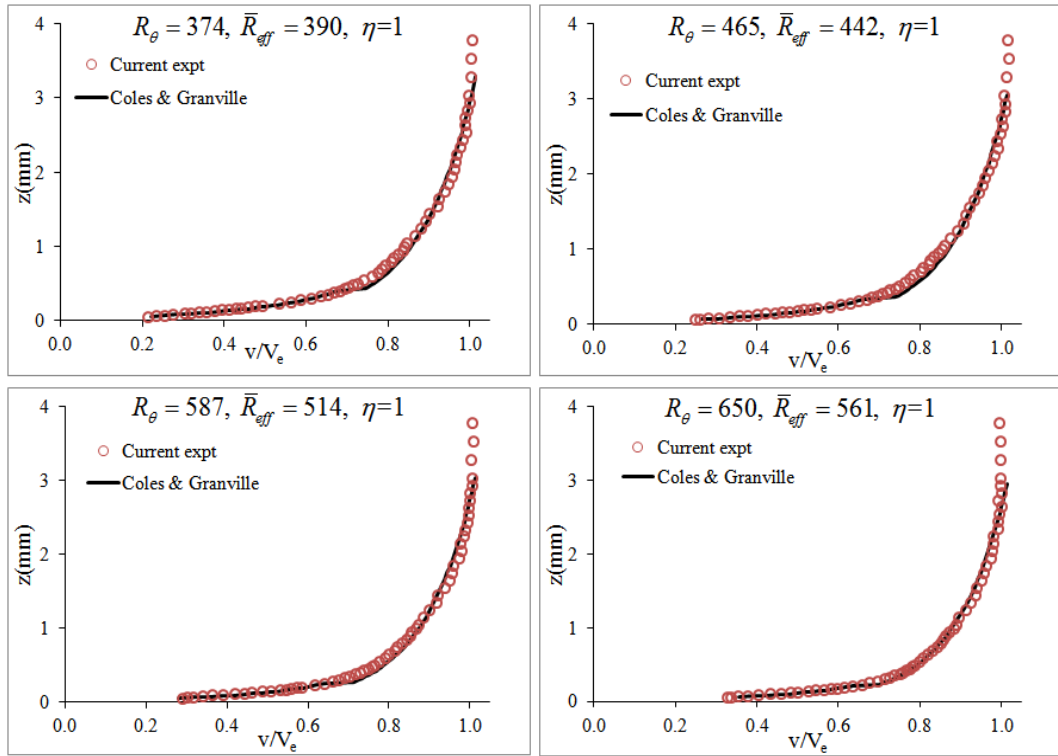 R_θ = 374, R̄_eff = 390, η=1
Current expt
Coles & Granville
z(mm)
4
3
2
1
0
0.0 0.2 0.4 0.6 0.8 1.0
v/V_e
R_θ = 465, R̄_eff = 442, η=1
Current expt
Coles & Granville
z(mm)
4
3
2
1
0
0.0 0.2 0.4 0.6 0.8 1.0
v/V_e
R_θ = 587, R̄_eff = 514, η=1
Current expt
Coles & Granville
z(mm)
4
3
2
1
0
0.0 0.2 0.4 0.6 0.8 1.0
v/V_e
R_θ = 650, R̄_eff = 561, η=1
Current expt
Coles & Granville
z(mm)
4
3
2
1
0
0.0 0.2 0.4 0.6 0.8 1.0
v/V_e